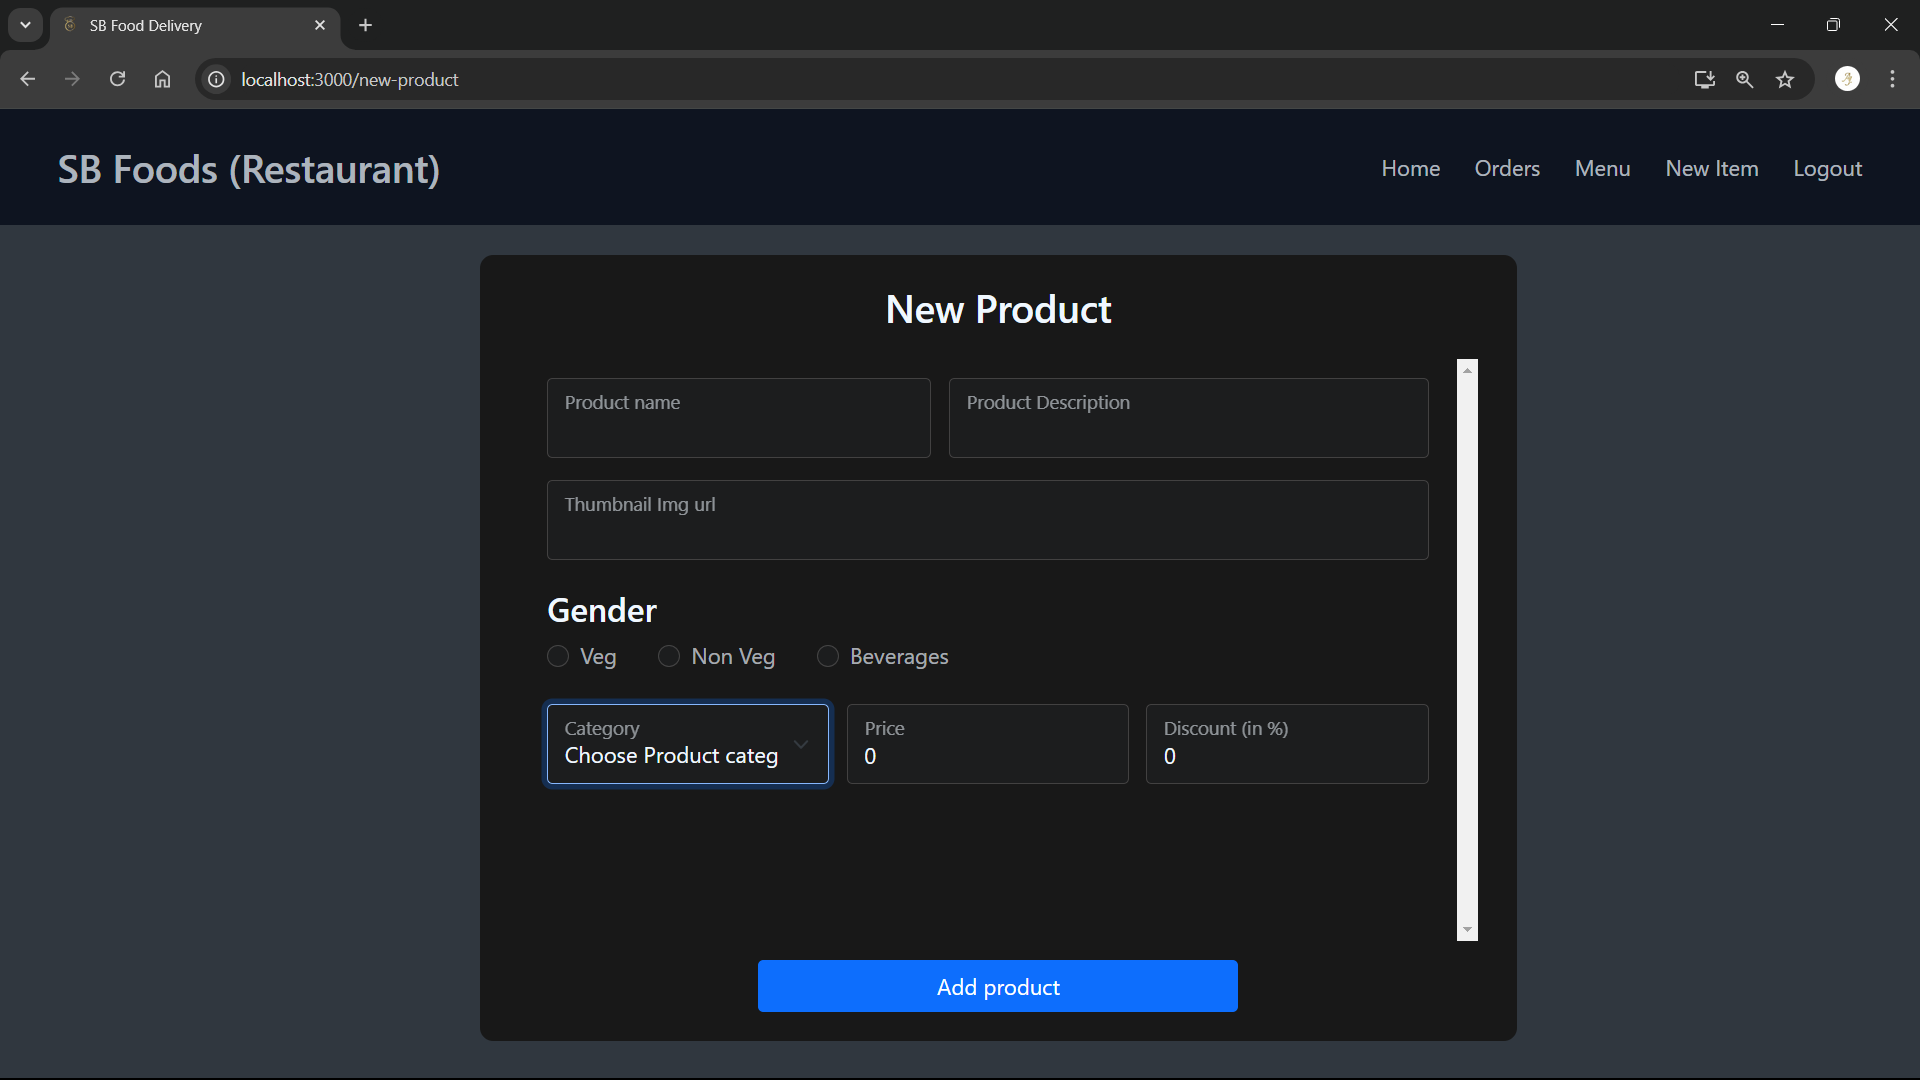 SB Food Delivery
localhost:3000/new-product
SB Foods (Restaurant)
Home Orders Menu New Item Logout
New Product
Product name
Product Description
Thumbnail Img url
Gender
Veg Non Veg Beverages
Category
Choose Product categ
Price
0
Discount (in %)
0
Add product